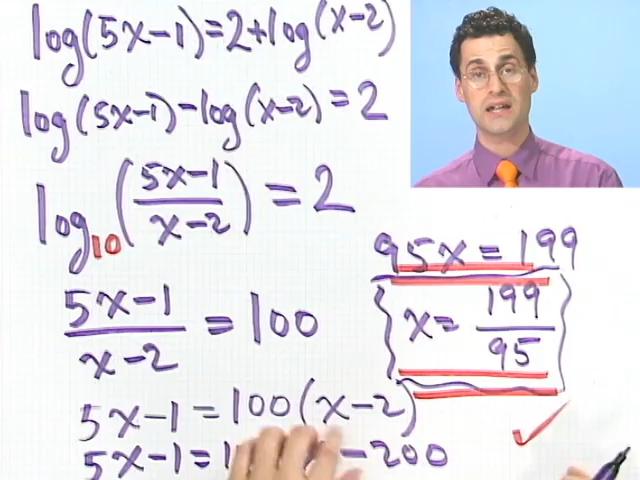 log(5x-1)=2+log(x-2)
log(5x-1)-log(x-2)=2
log10((5x-1)/(x-2))=2
(5x-1)/(x-2)=100
5x-1=100(x-2)
5x-1=1 -200
95x=199
x=199/95